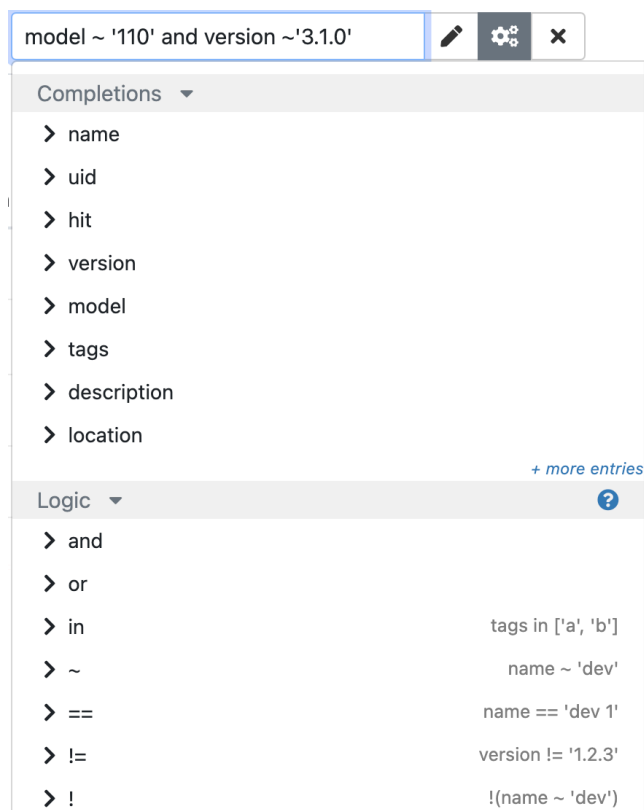 model ~ '110' and version ~'3.1.0'
Completions
name
uid
hit
version
model
tags
description
location
+ more entries
Logic
and
or
in tags in ['a', 'b']
~ name ~ 'dev'
== name == 'dev 1'
!= version != '1.2.3'
! !(name ~ 'dev')